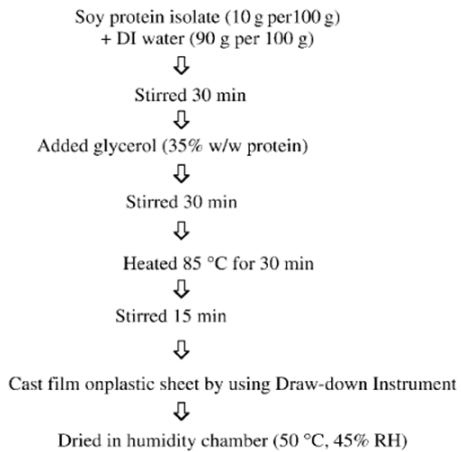 Soy protein isolate (10 g per100 g)
+ DI water (90 g per 100 g)
Stirred 30 min
Added glycerol (35% w/w protein)
Stirred 30 min
Heated 85 °C for 30 min
Stirred 15 min
Cast film onplastic sheet by using Draw-down Instrument
Dried in humidity chamber (50 °C, 45% RH)